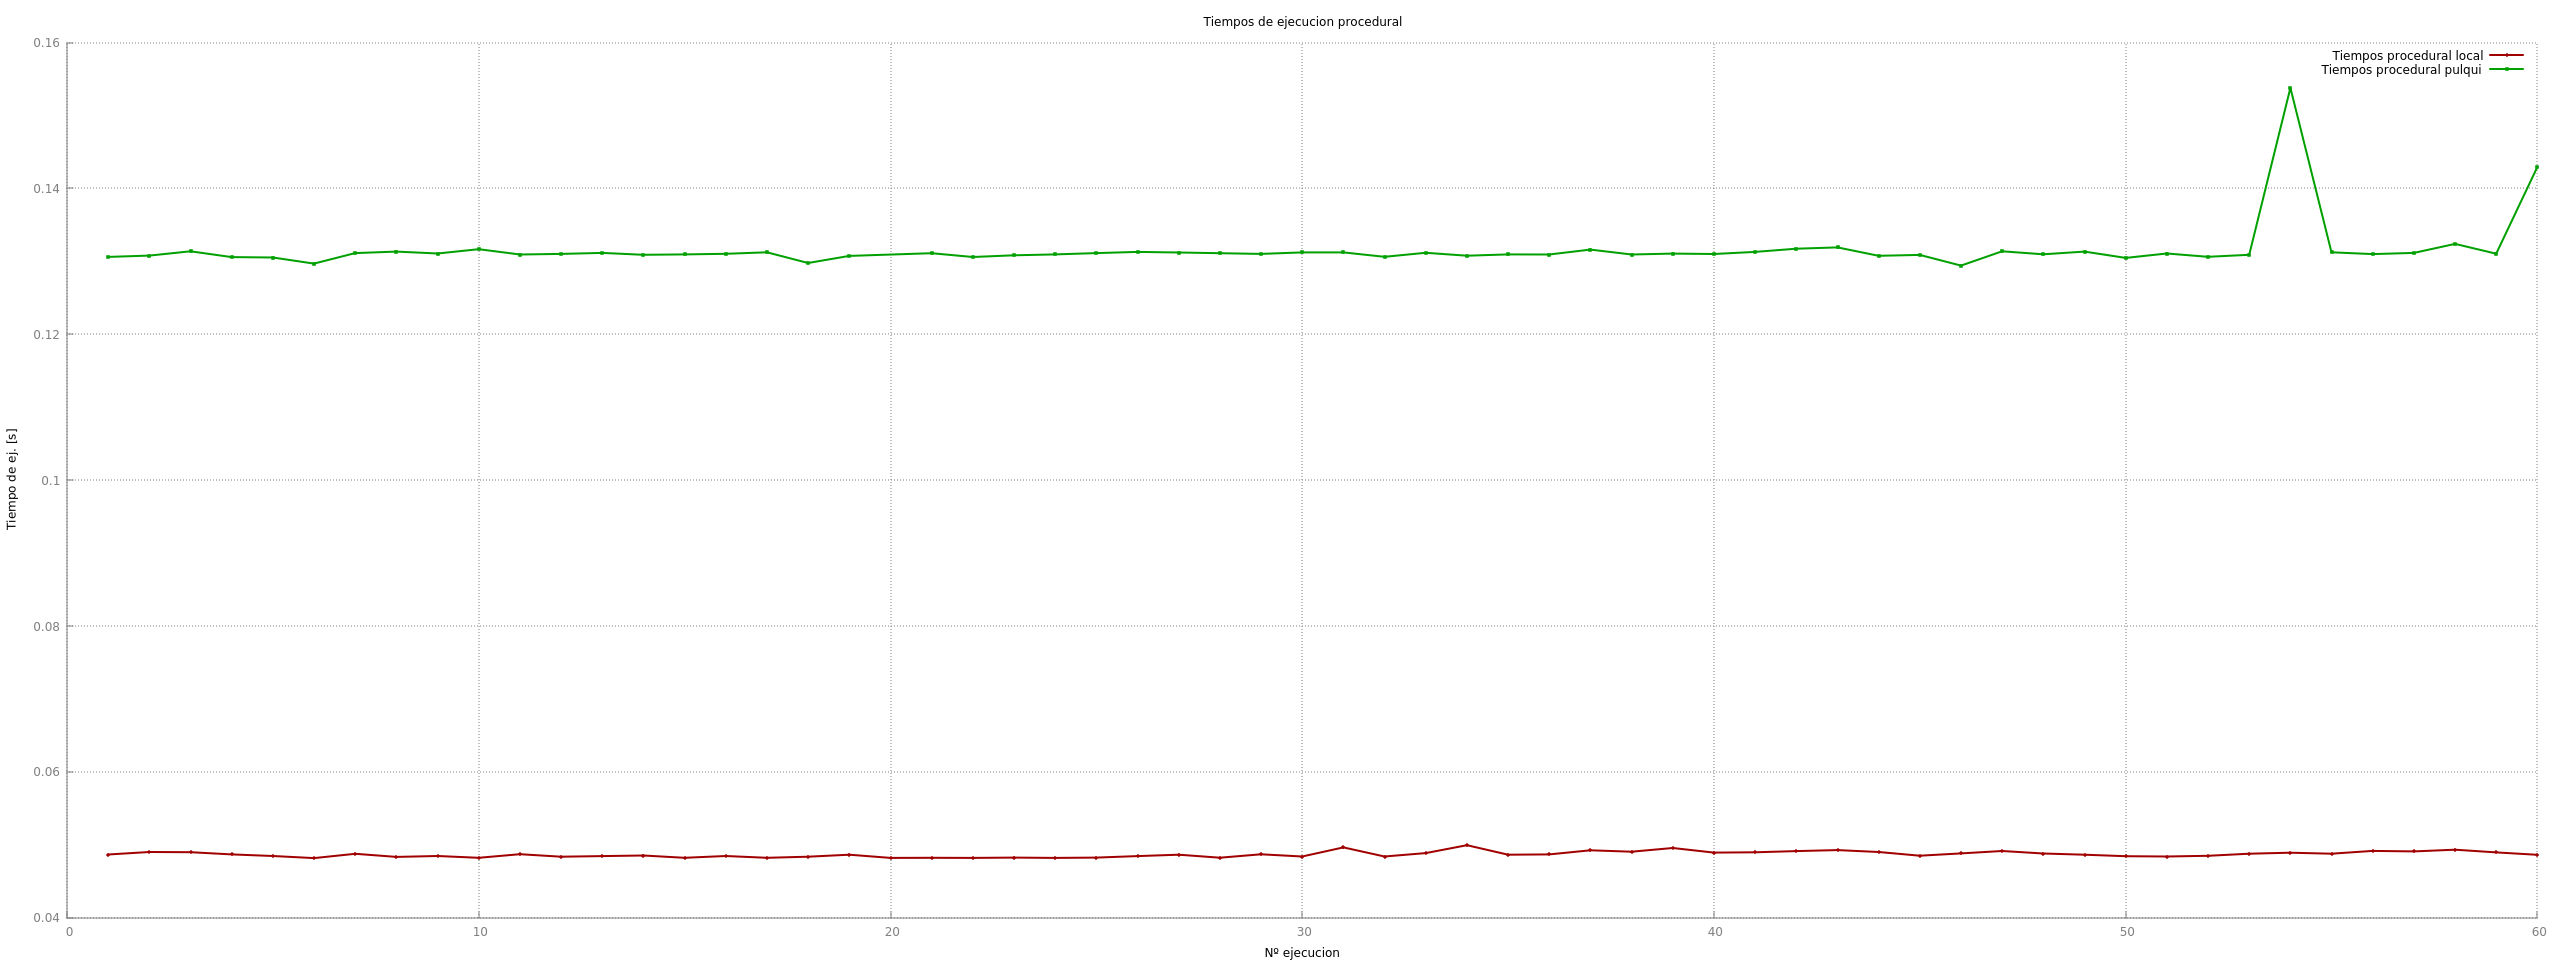 Tiempos de ejecucion procedural
Tiempos procedural local
Tiempos procedural pulqui
0.16
0.14
0.12
0.1
0.08
0.06
0.04
Tiempo de ej. [s]
0 10 20 30 40 50 60
Nº ejecucion